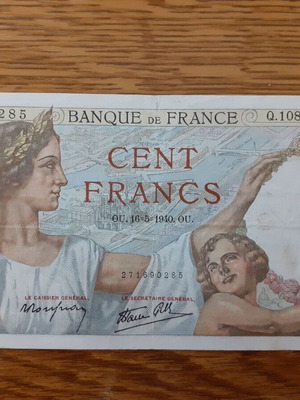 285 BANQUE DE FRANCE Q.108
CENT
FRANCS
OU. 16-5-1940. OU.
271690285
LE CAISSIER GÉNÉRAL, LE SECRÉTAIRE GÉNÉRAL,